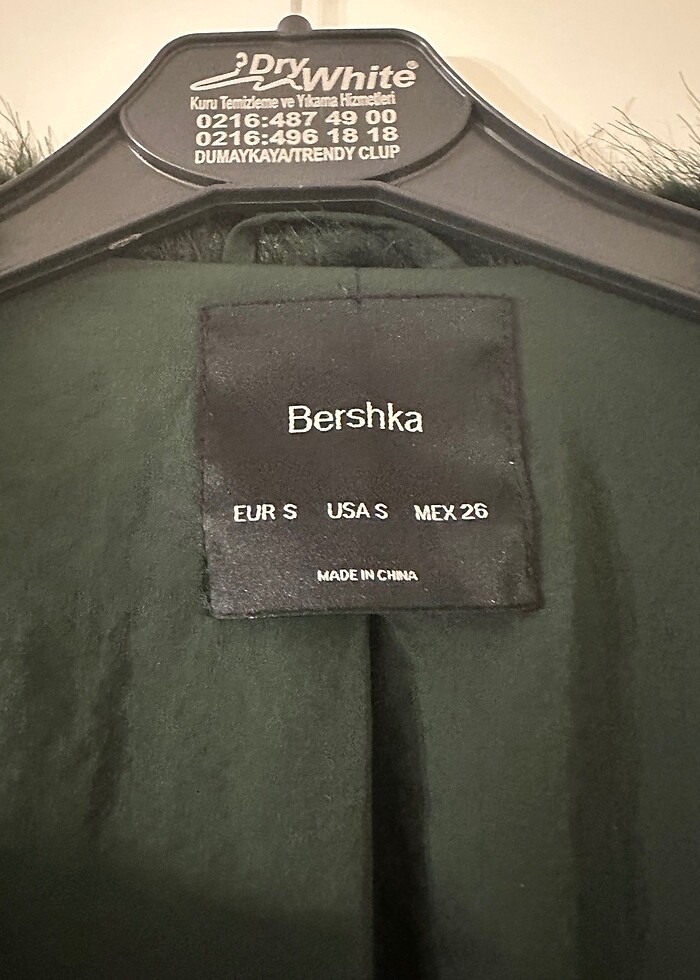 Dry
White®
Kuru Temizleme ve Yıkama Hizmetleri
0216:487 49 00
0216:496 18 18
DUMAYKAYA/TRENDY CLUP
Bershka
EUR S USA S MEX 26
MADE IN CHINA